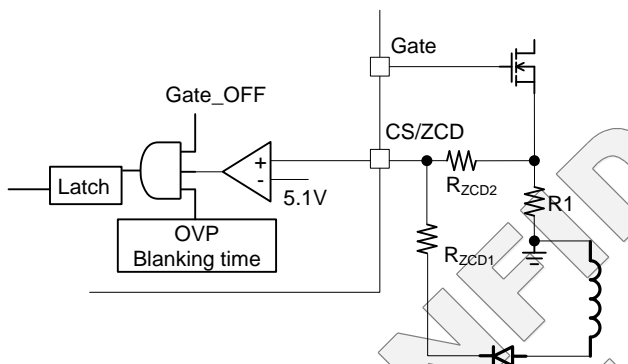 Gate
Gate_OFF
CS/ZCD
+
-
5.1V
Latch
OVP
Blanking time
RZCD2
R1
RZCD1